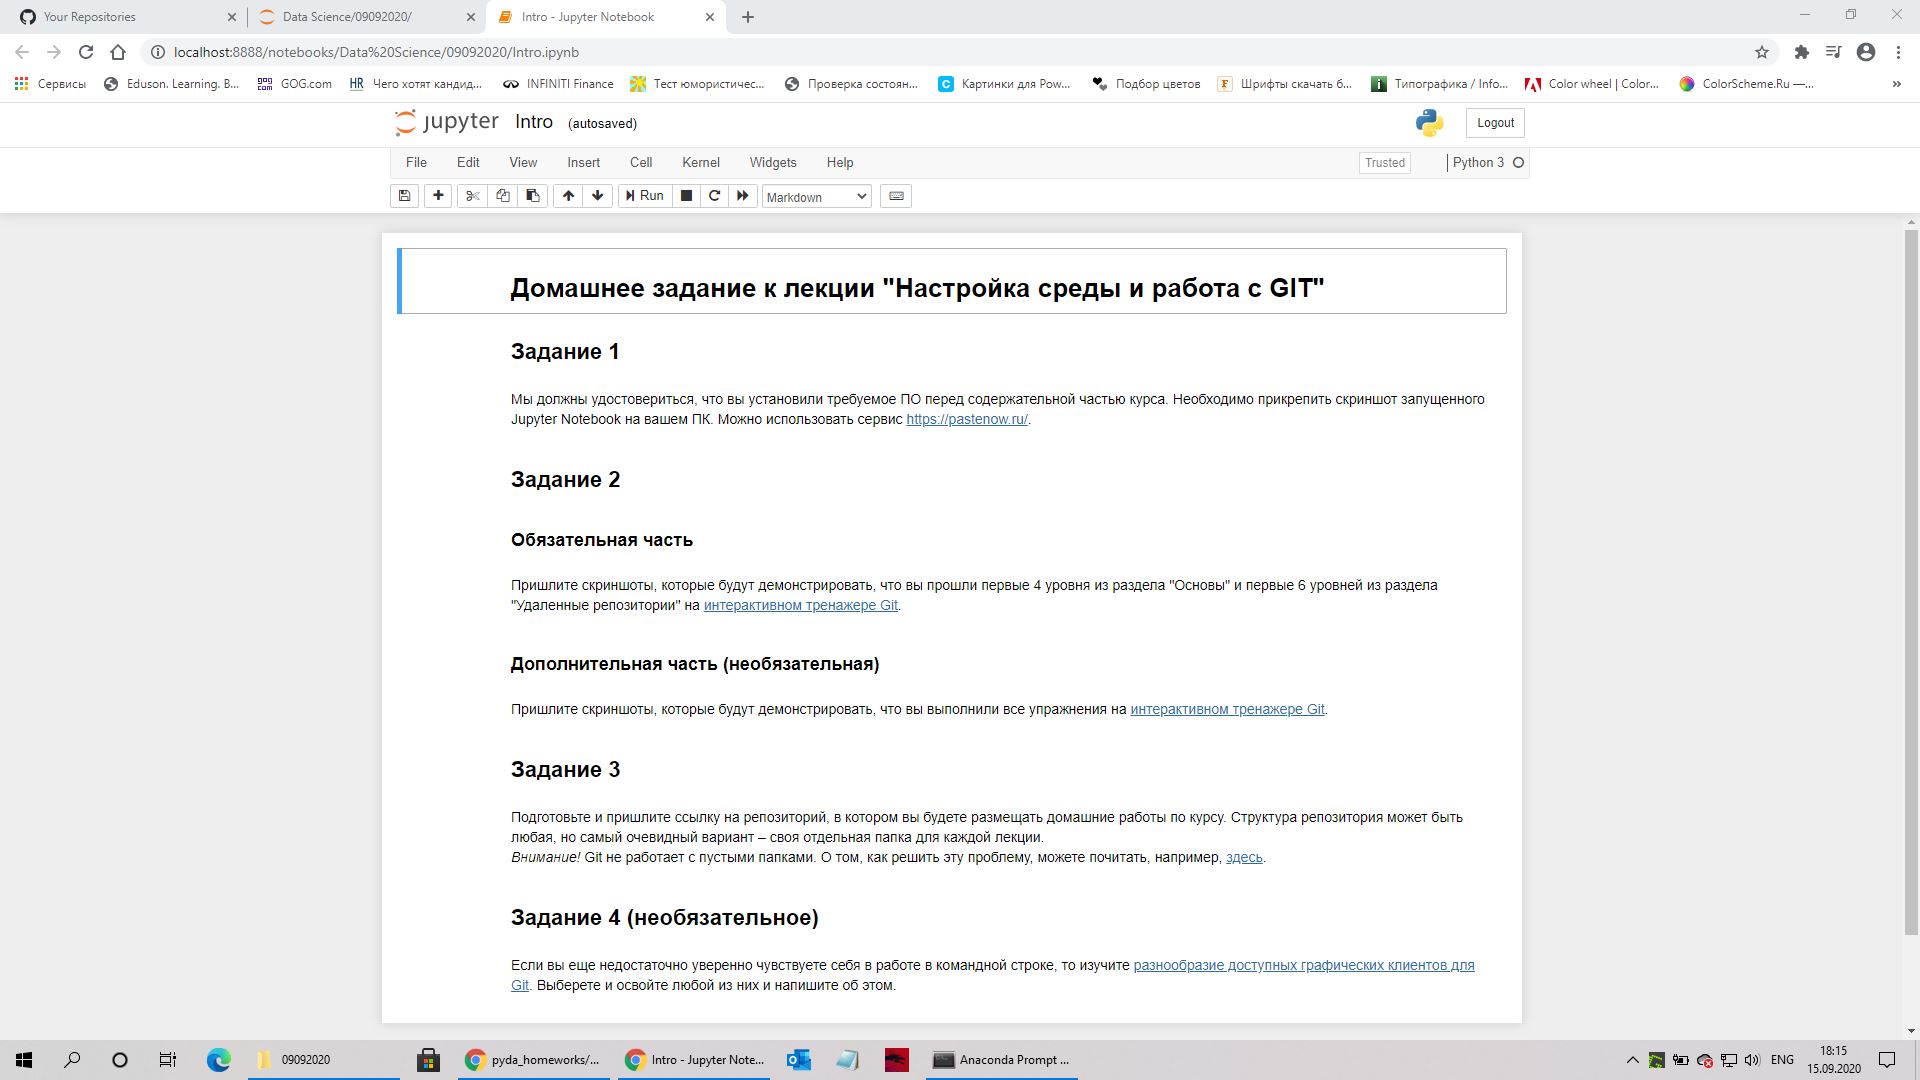 Your Repositories
Data Science/09092020/
Intro - Jupyter Notebook
localhost:8888/notebooks/Data%20Science/09092020/Intro.ipynb
Сервисы
Eduson. Learning. B...
GOG.com
HR Чего хотят кандид...
INFINITI Finance
Тест юмористичес...
Проверка состоян...
Картинки для Pow...
Подбор цветов
Шрифты скачать б...
Типографика / Info...
Color wheel | Color...
ColorScheme.Ru —...
jupyter Intro (autosaved)
Logout
File Edit View Insert Cell Kernel Widgets Help
Trusted
Python 3
Run
Markdown
Домашнее задание к лекции "Настройка среды и работа с GIT"
Задание 1
Мы должны удостовериться, что вы установили требуемое ПО перед содержательной частью курса. Необходимо прикрепить скриншот запущенного
Jupyter Notebook на вашем ПК. Можно использовать сервис https://pastenow.ru/.
Задание 2
Обязательная часть
Пришлите скриншоты, которые будут демонстрировать, что вы прошли первые 4 уровня из раздела "Основы" и первые 6 уровней из раздела
"Удаленные репозитории" на интерактивном тренажере Git.
Дополнительная часть (необязательная)
Пришлите скриншоты, которые будут демонстрировать, что вы выполнили все упражнения на интерактивном тренажере Git.
Задание 3
Подготовьте и пришлите ссылку на репозиторий, в котором вы будете размещать домашние работы по курсу. Структура репозитория может быть
любая, но самый очевидный вариант – своя отдельная папка для каждой лекции.
Внимание! Git не работает с пустыми папками. О том, как решить эту проблему, можете почитать, например, здесь.
Задание 4 (необязательное)
Если вы еще недостаточно уверенно чувствуете себя в работе в командной строке, то изучите разнообразие доступных графических клиентов для
Git. Выберете и освойте любой из них и напишите об этом.
09092020
pyda_homeworks/...
Intro - Jupyter Note...
Anaconda Prompt ...
ENG
18:15
15.09.2020